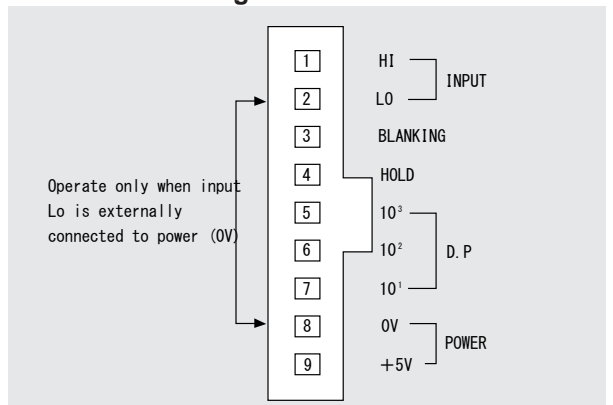 1 HI
2 LO
INPUT
3 BLANKING
4 HOLD
5 10³
6 10²
7 10¹
D.P
8 0V
9 +5V
POWER
Operate only when input
Lo is externally
connected to power (0V)